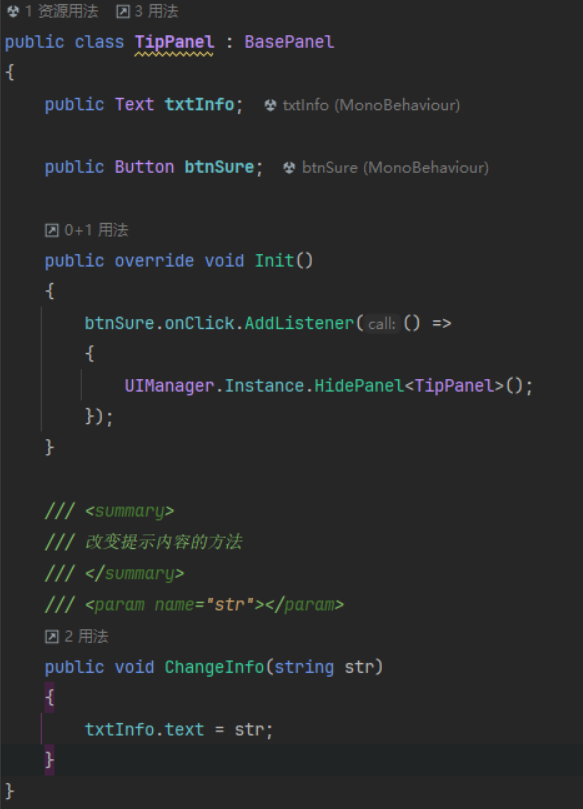 1 资源用法 3 用法
public class TipPanel : BasePanel
{
public Text txtInfo; txtInfo (MonoBehaviour)
public Button btnSure; btnSure (MonoBehaviour)
0+1 用法
public override void Init()
{
btnSure.onClick.AddListener(call: () =>
{
UIManager.Instance.HidePanel<TipPanel>();
});
}
/// <summary>
/// 改变提示内容的方法
/// </summary>
/// <param name="str"></param>
2 用法
public void ChangeInfo(string str)
{
txtInfo.text = str;
}
}